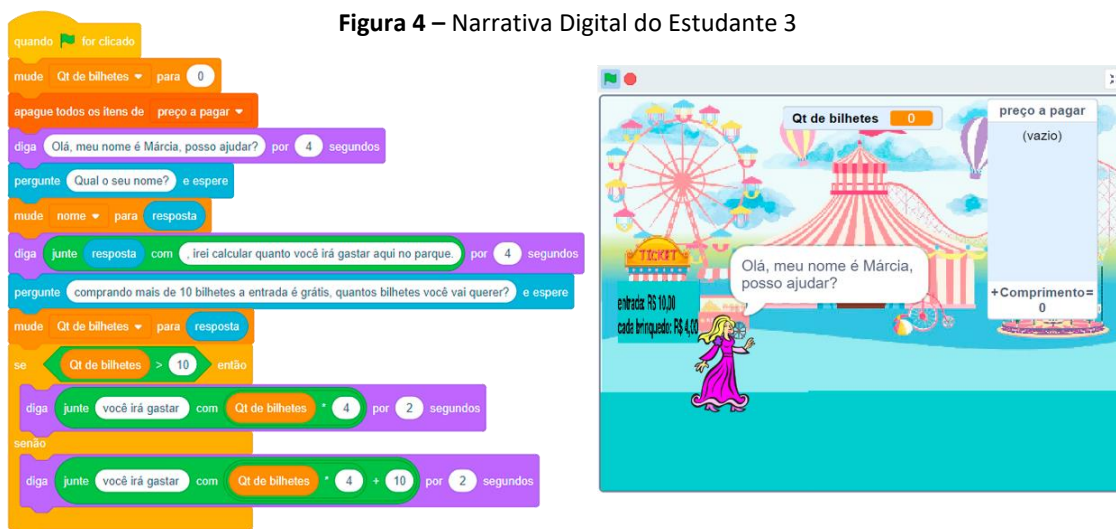 Figura 4 – Narrativa Digital do Estudante 3
quando for clicado
mude Qt de bilhetes para 0
apague todos os ítens de preço a pagar
diga Olá, meu nome é Márcia, posso ajudar? por 4 segundos
pergunte Qual o seu nome? e espere
mude nome para resposta
diga junte resposta com , irei calcular quanto você irá gastar aqui no parque. por 4 segundos
pergunte comprando mais de 10 bilhetes a entrada é grátis, quantos bilhetes você vai querer? e espere
mude Qt de bilhetes para resposta
se Qt de bilhetes > 10 então
diga junte você irá gastar com Qt de bilhetes * 4 por 2 segundos
senão
diga junte você irá gastar com Qt de bilhetes * 4 + 10 por 2 segundos
Qt de bilhetes 0
preço a pagar
(vazio)
TICKET
Olá, meu nome é Márcia,
posso ajudar?
entrada: R$ 10,00
cada brinquedo: R$ 4,00
+Comprimento=
0